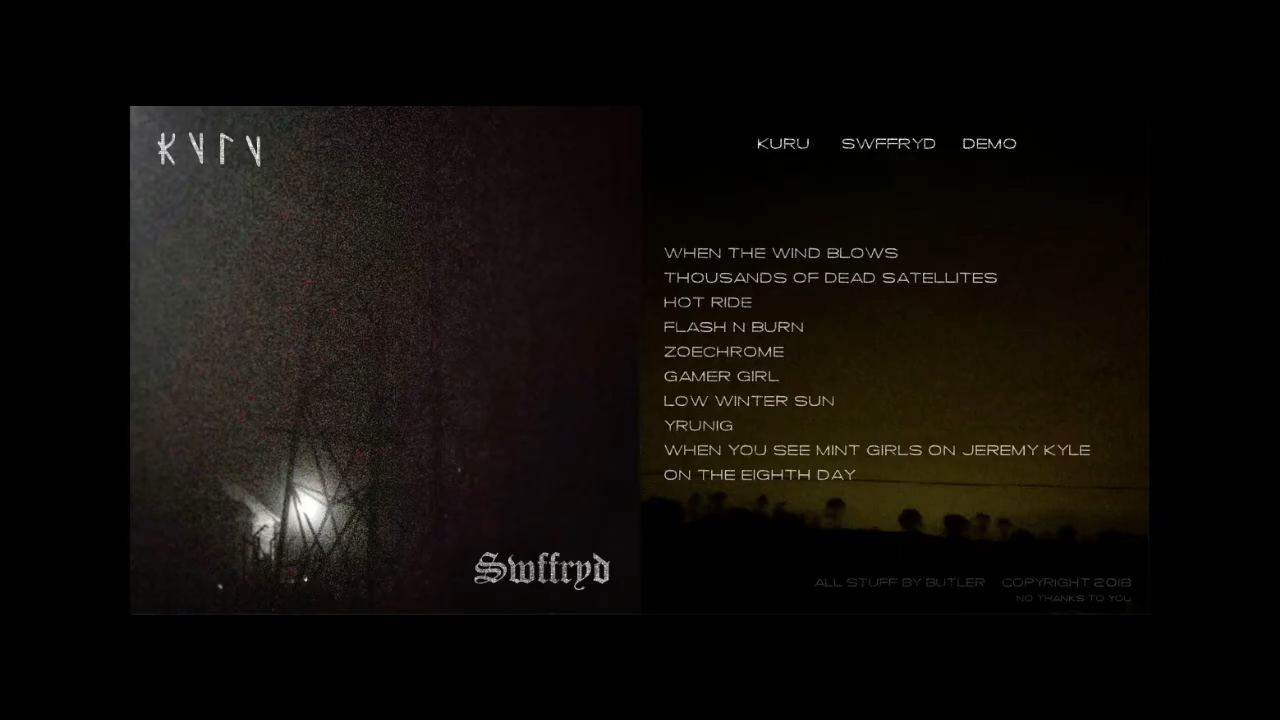 KURU
Swffryd
KURU SWFFRYD DEMO
WHEN THE WIND BLOWS
THOUSANDS OF DEAD SATELLITES
HOT RIDE
FLASH N BURN
ZOECHROME
GAMER GIRL
LOW WINTER SUN
YRUNIG
WHEN YOU SEE MINT GIRLS ON JEREMY KYLE
ON THE EIGHTH DAY
ALL STUFF BY BUTLER COPYRIGHT 2018
NO THANKS TO YOU